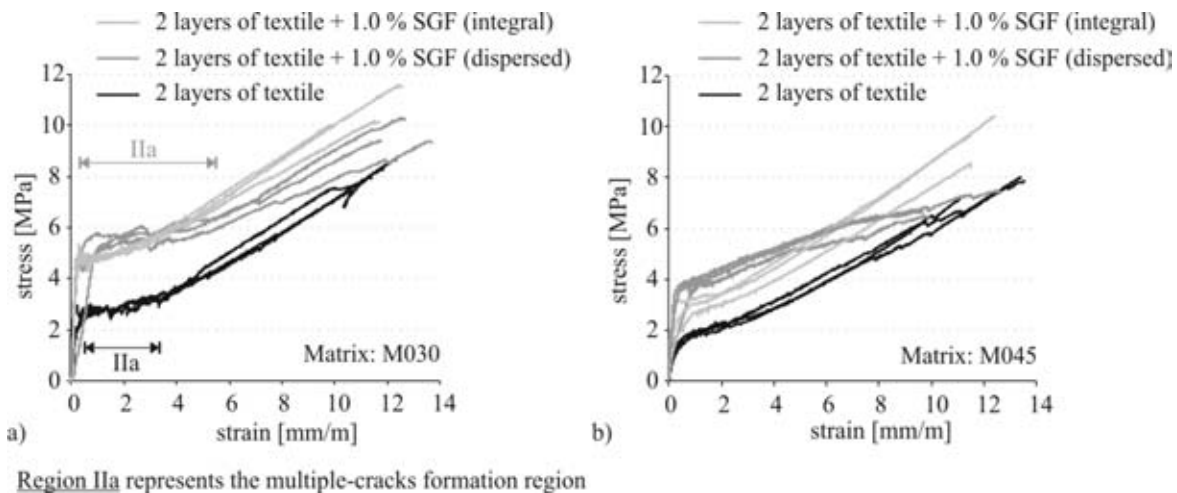 2 layers of textile + 1.0 % SGF (integral)
2 layers of textile + 1.0 % SGF (dispersed)
2 layers of textile
12
10
8
6
4
2
0
stress [MPa]
IIa
IIa
Matrix: M030
0 2 4 6 8 10 12 14
strain [mm/m]
a)
2 layers of textile + 1.0 % SGF (integral)
2 layers of textile + 1.0 % SGF (dispersed)
2 layers of textile
12
10
8
6
4
2
0
stress [MPa]
Matrix: M045
0 2 4 6 8 10 12 14
strain [mm/m]
b)
Region IIa represents the multiple-cracks formation region